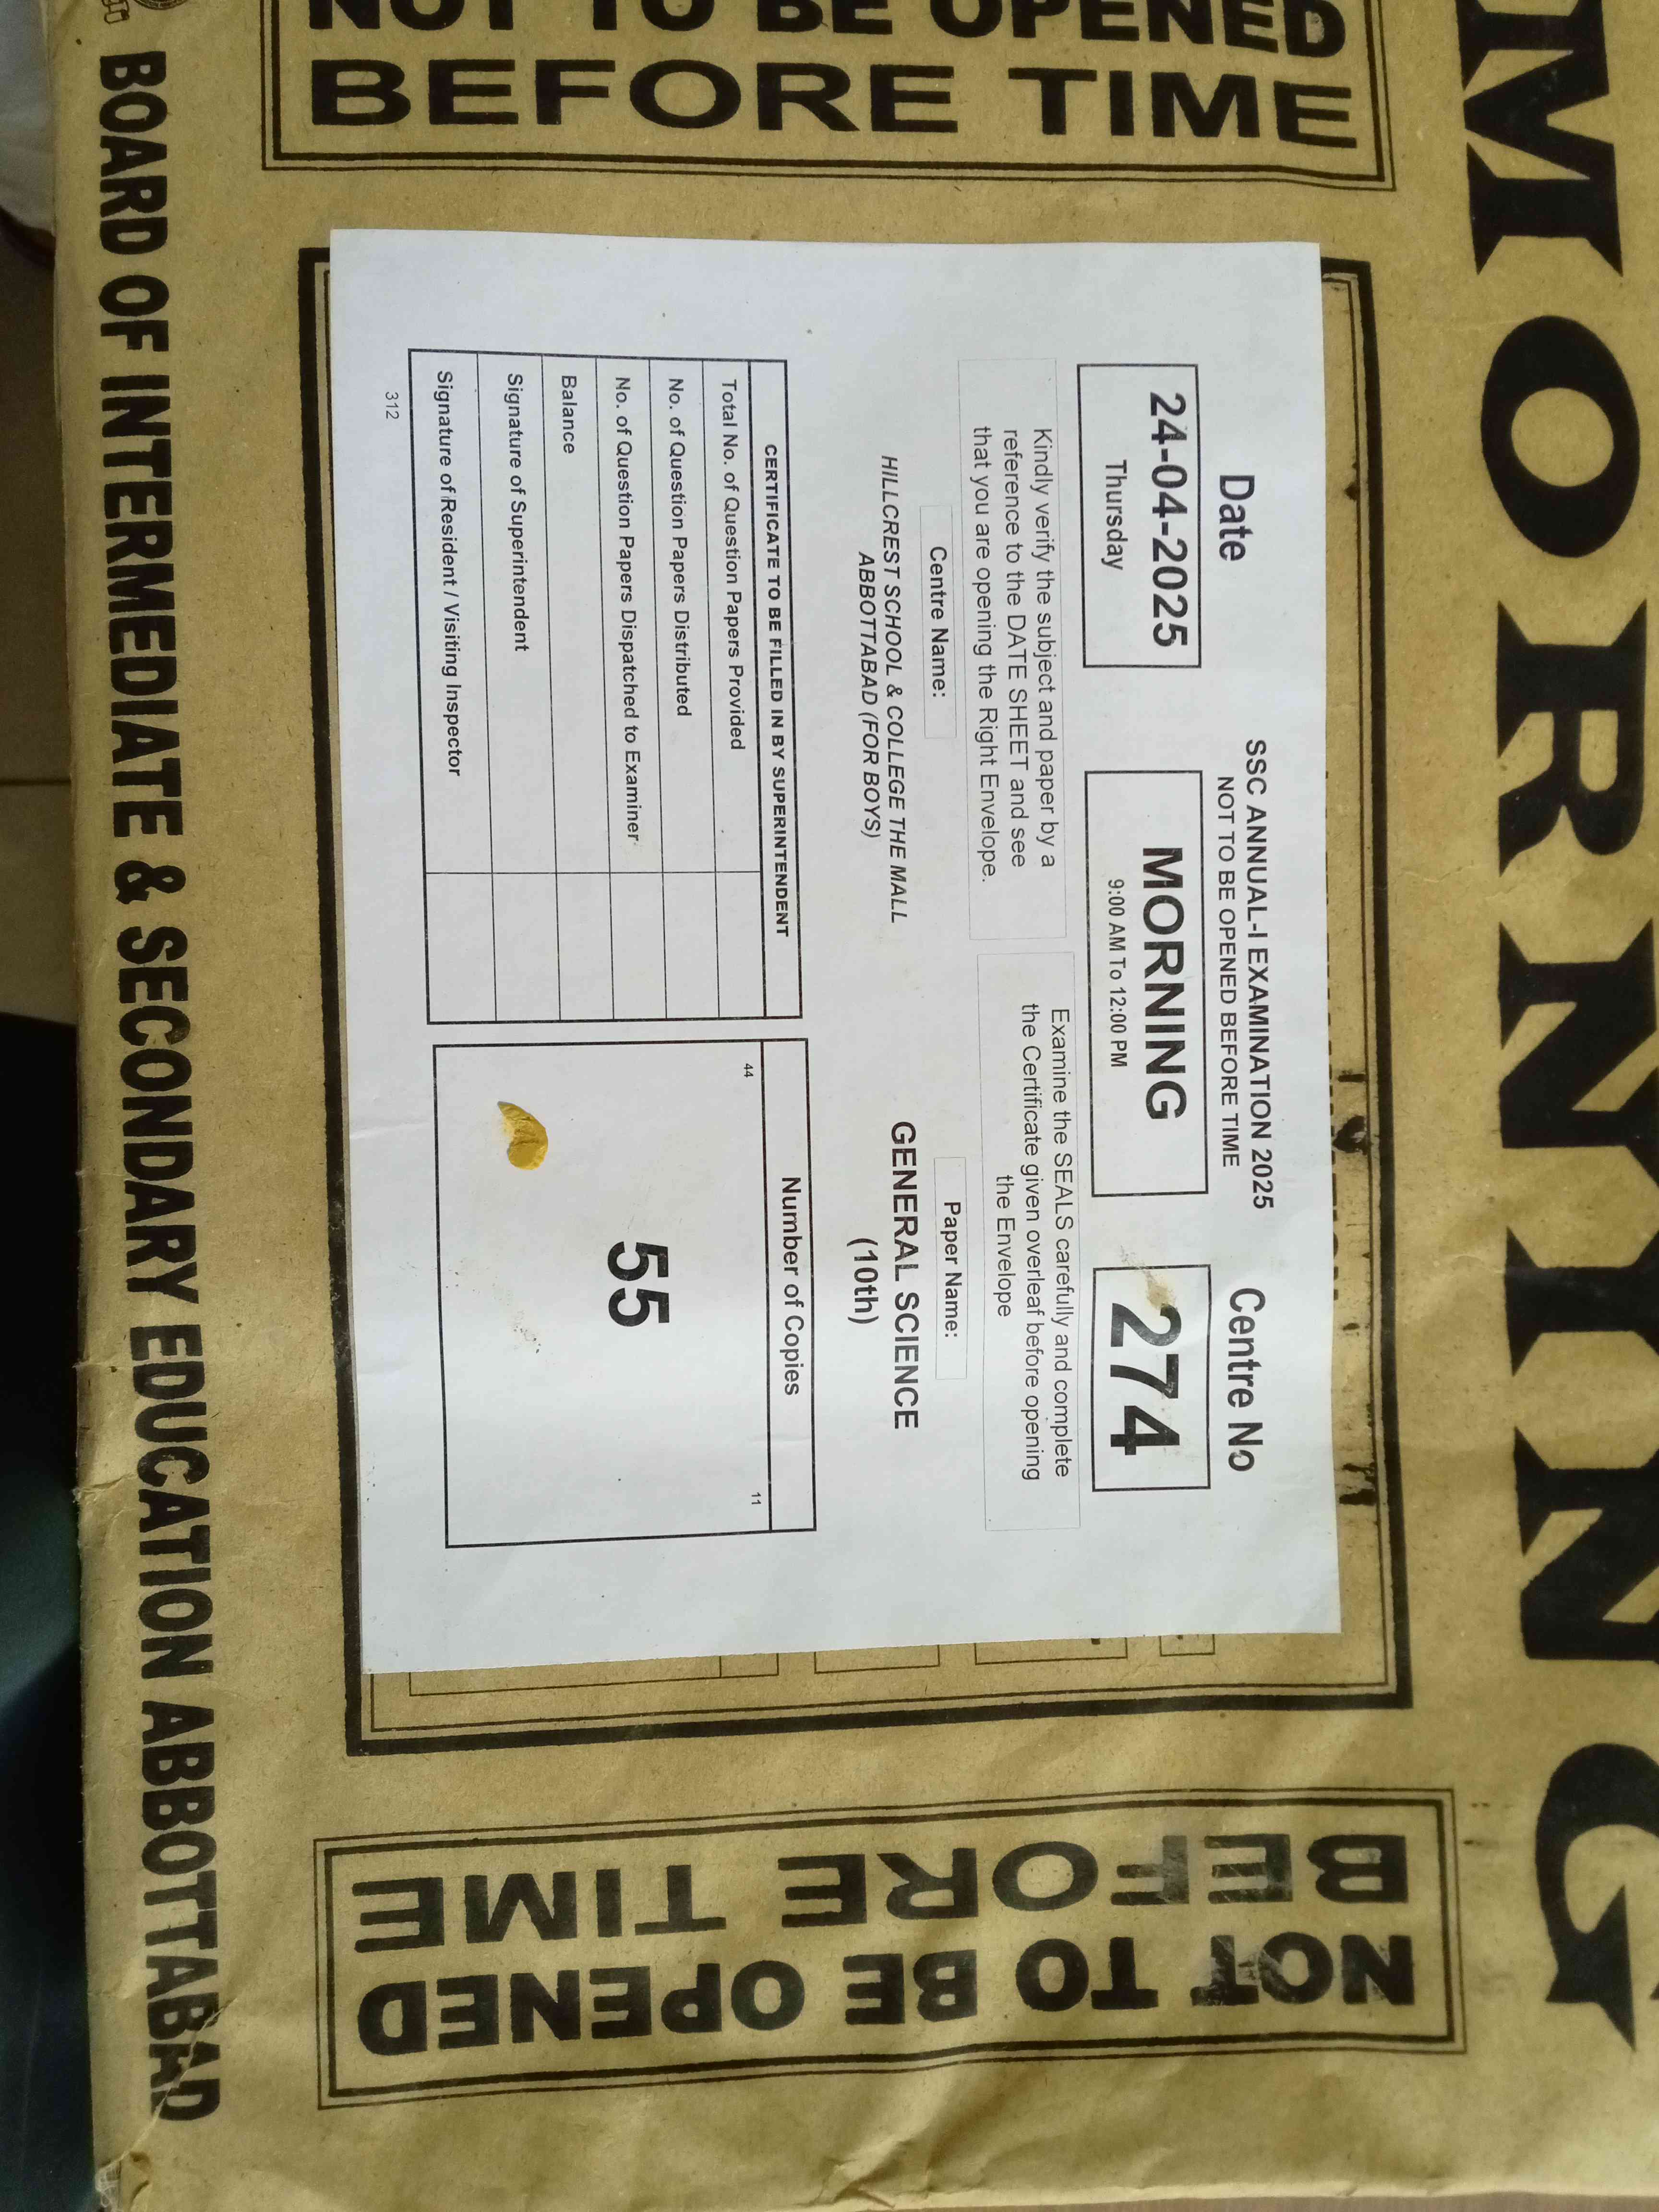 MORNING
NOT TO BE OPENED
BEFORE TIME
SSC ANNUAL-I EXAMINATION 2025
NOT TO BE OPENED BEFORE TIME
Date
Centre No
24-04-2025
Thursday
MORNING
9:00 AM To 12:00 PM
274
Kindly verify the subject and paper by a
reference to the DATE SHEET and see
that you are opening the Right Envelope.
Examine the SEALS carefully and complete
the Certificate given overleaf before opening
the Envelope
Centre Name:
Paper Name:
HILLCREST SCHOOL & COLLEGE THE MALL
ABBOTTABAD (FOR BOYS)
GENERAL SCIENCE
(10th)
CERTIFICATE TO BE FILLED IN BY SUPERINTENDENT
Total No. of Question Papers Provided
No. of Question Papers Distributed
No. of Question Papers Dispatched to Examiner
Balance
Signature of Superintendent
Signature of Resident / Visiting Inspector
312
Number of Copies
44
11
55
NOT TO BE OPENED
BEFORE TIME
BOARD OF INTERMEDIATE & SECONDARY EDUCATION ABBOTTABAD